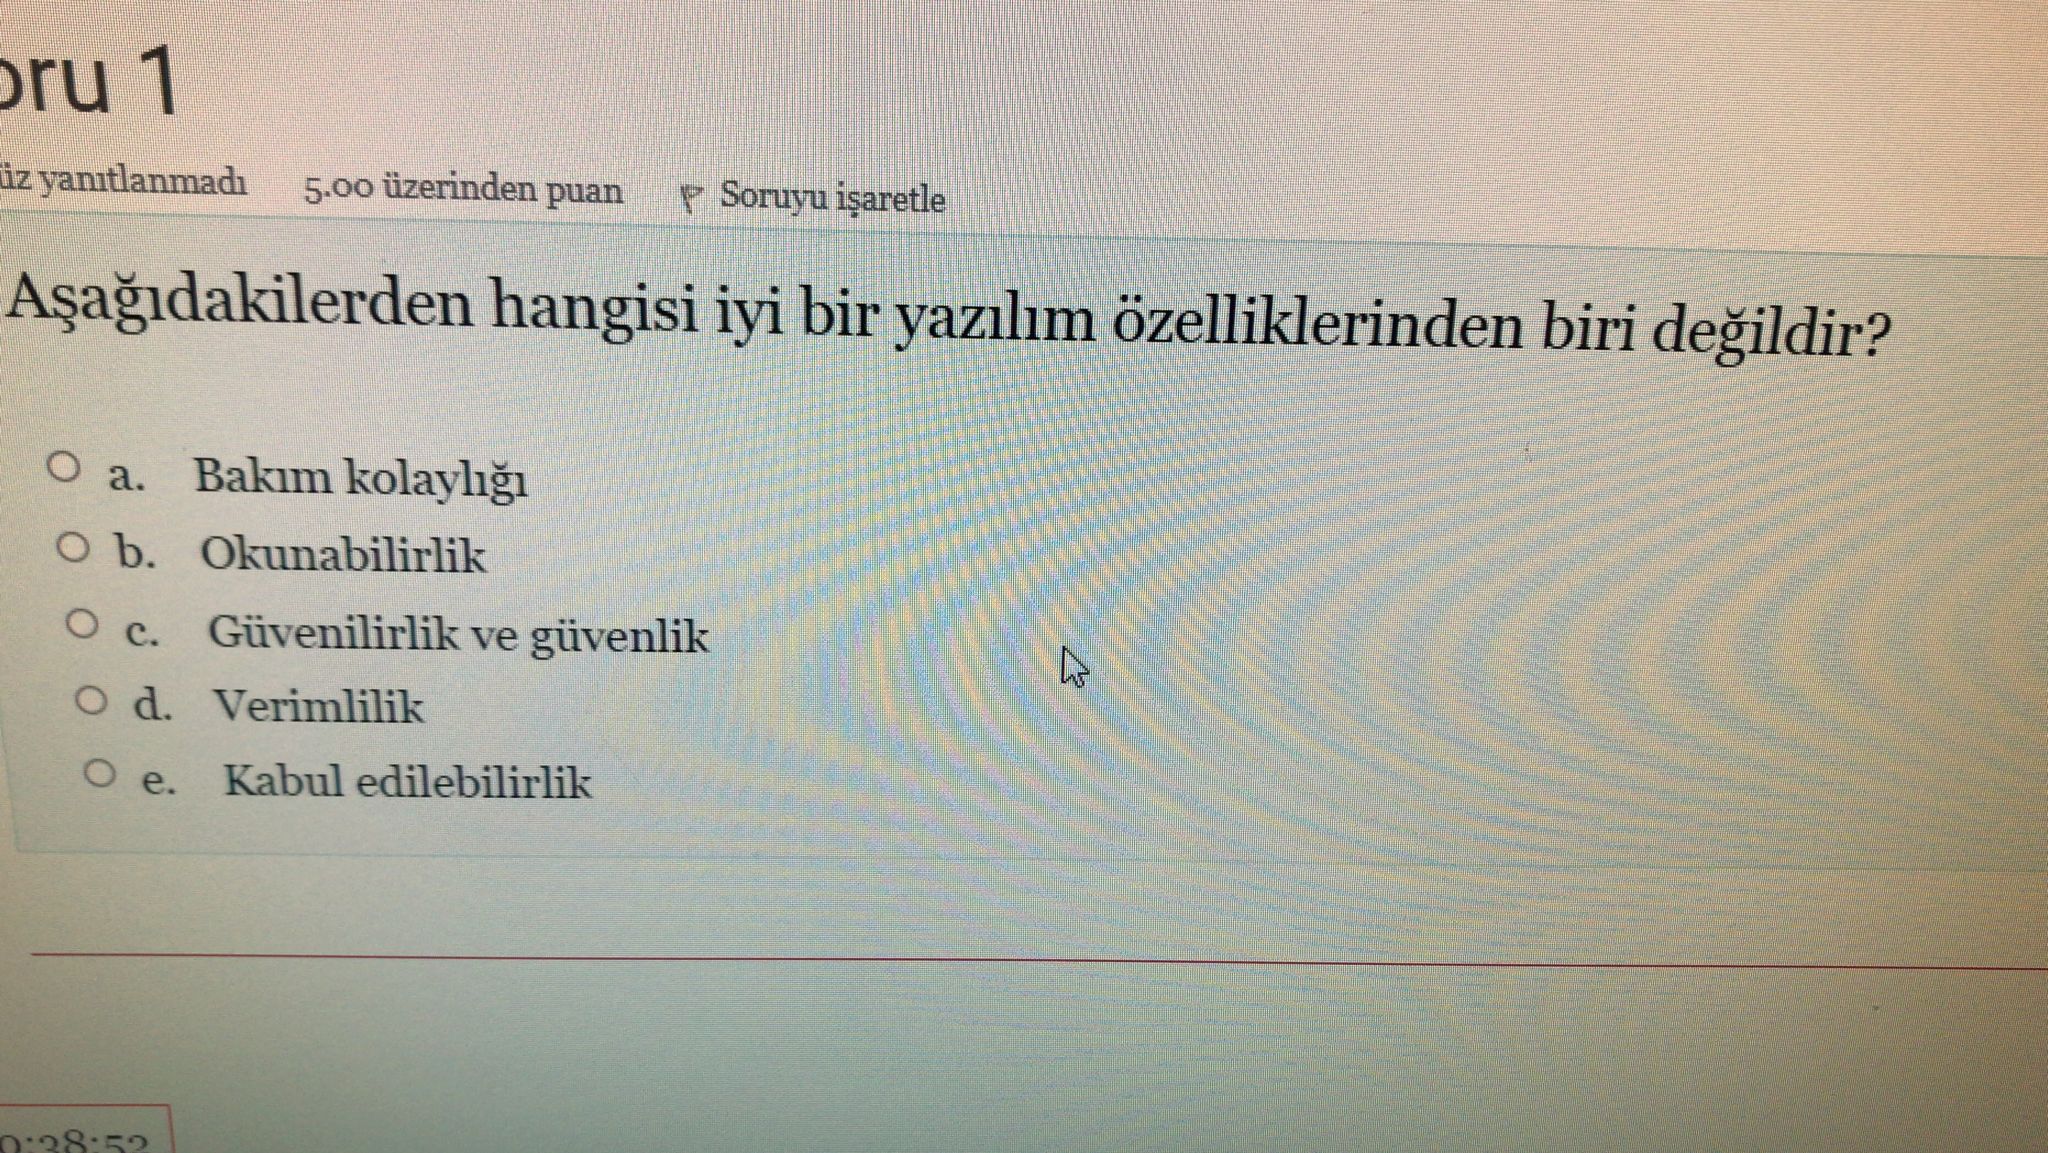 oru 1
üz yanıtlanmadı 5.00 üzerinden puan Soruyu işaretle
Aşağıdakilerden hangisi iyi bir yazılım özelliklerinden biri değildir?
a. Bakım kolaylığı
b. Okunabilirlik
c. Güvenilirlik ve güvenlik
d. Verimlilik
e. Kabul edilebilirlik
0:38:52